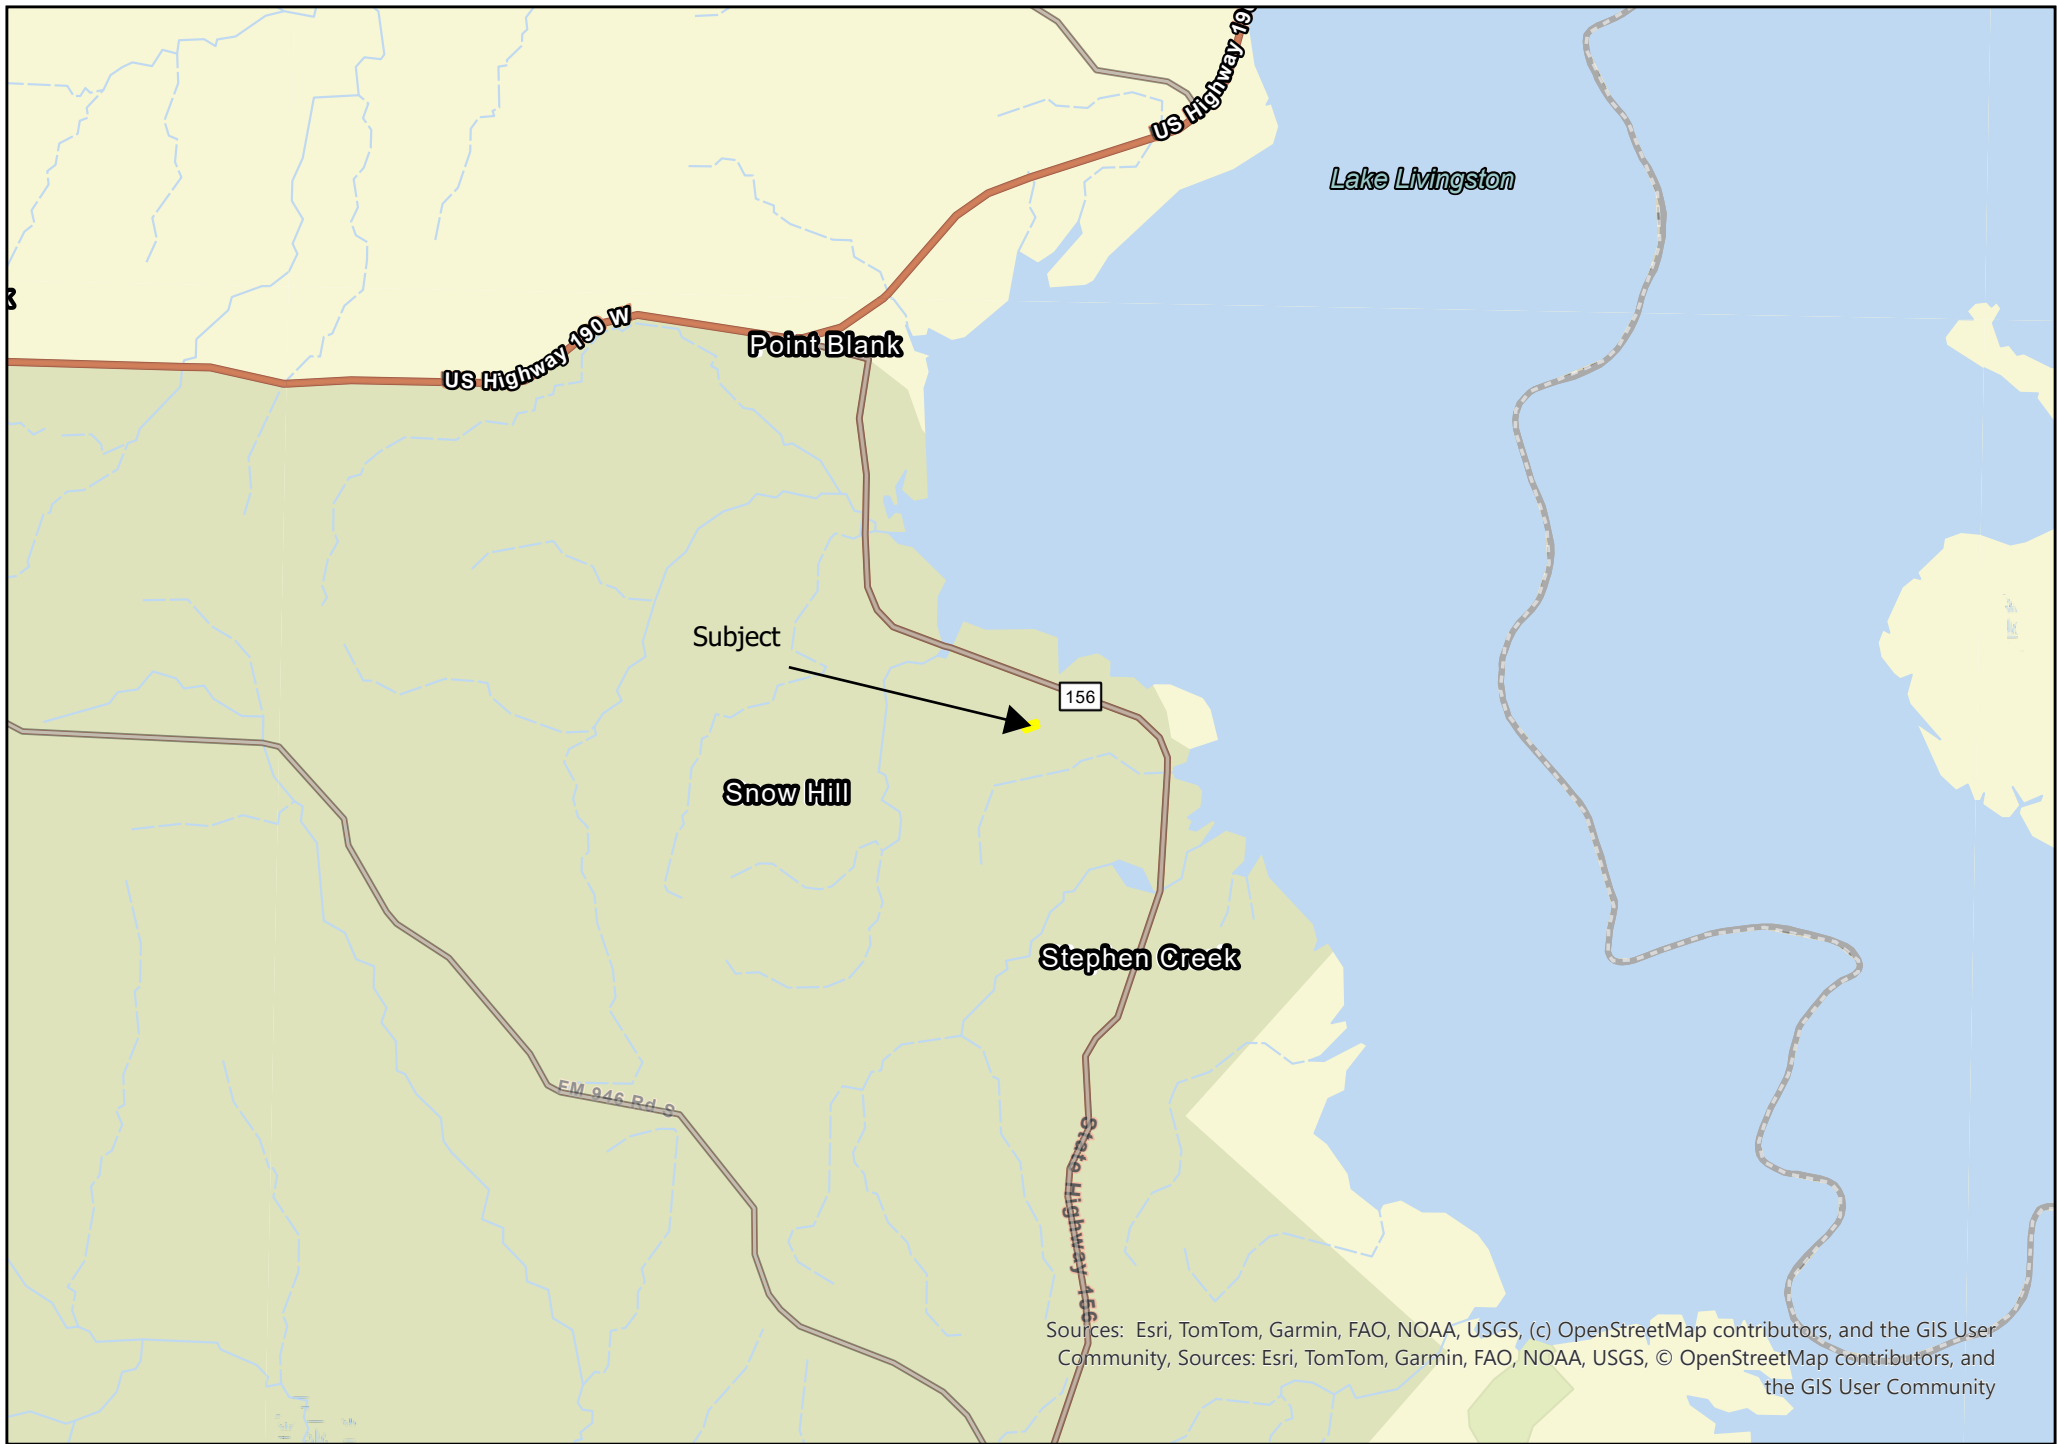 US Highway 190
Lake Livingston
US Highway 190 W
Point Blank
Subject
156
Snow Hill
Stephen Creek
FM 946 Rd S
State Highway 156
Sources: Esri, TomTom, Garmin, FAO, NOAA, USGS, (c) OpenStreetMap contributors, and the GIS User
Community, Sources: Esri, TomTom, Garmin, FAO, NOAA, USGS, © OpenStreetMap contributors, and
the GIS User Community